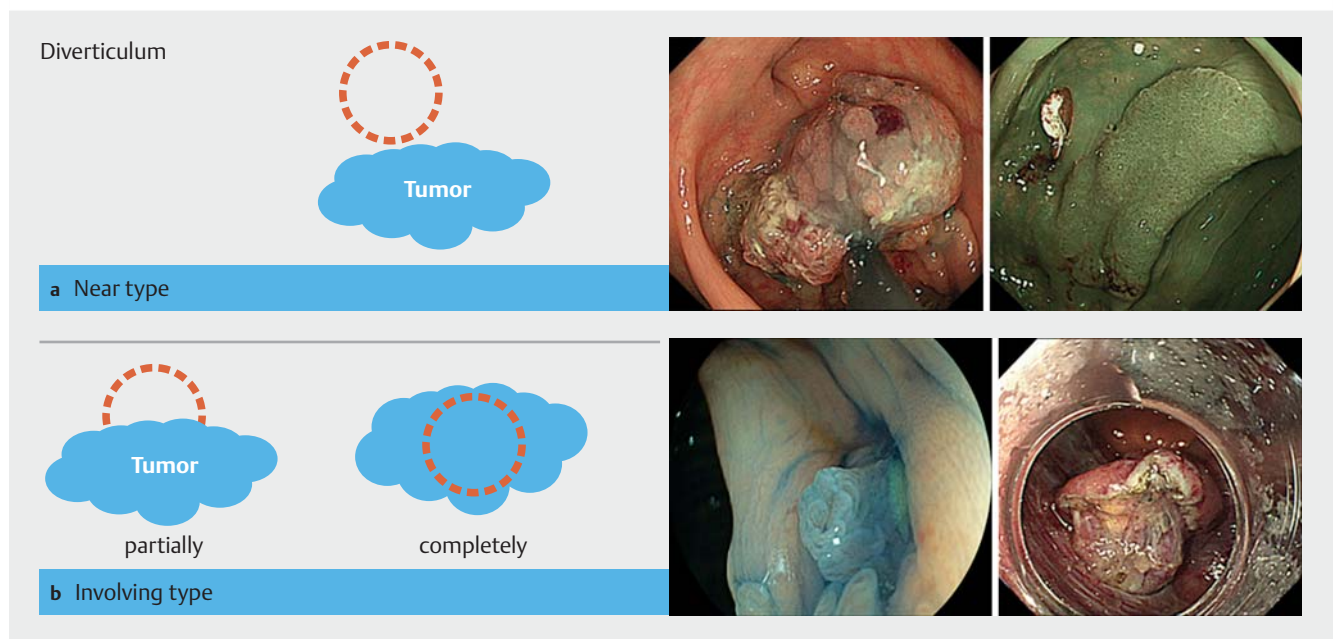 Diverticulum
Tumor
a Near type
Tumor
partially
completely
b Involving type